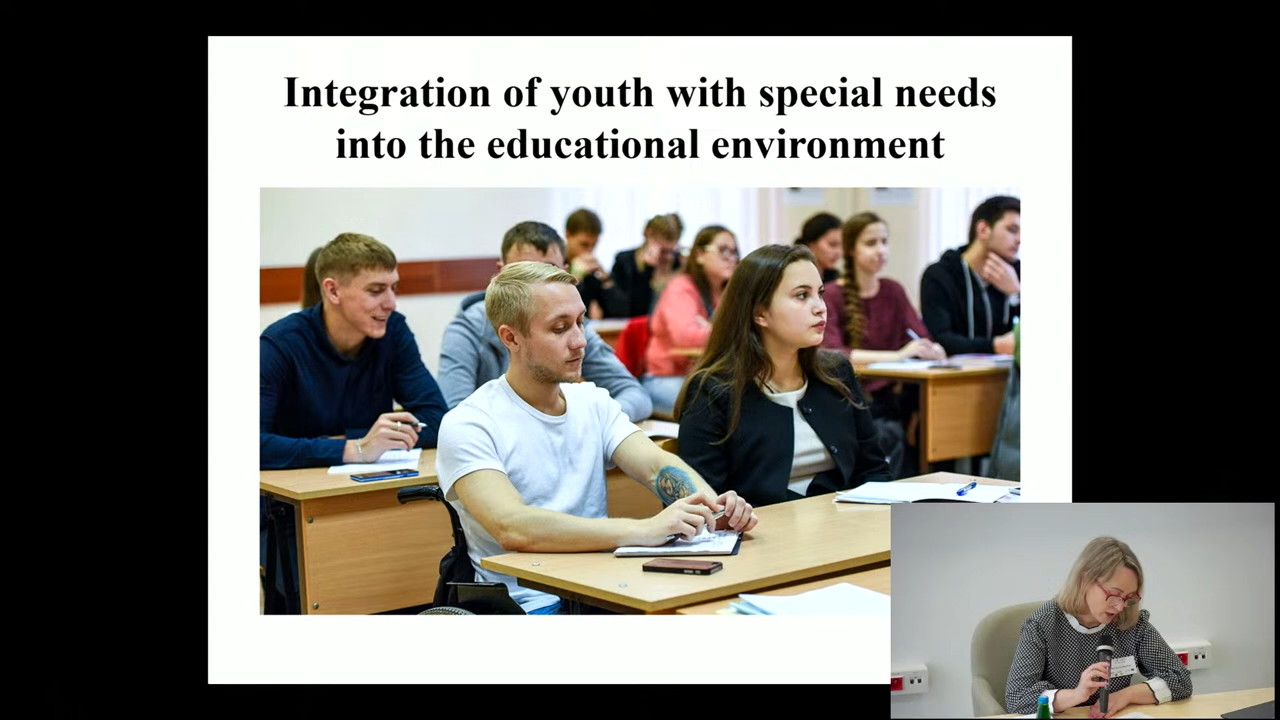 Integration of youth with special needs
into the educational environment